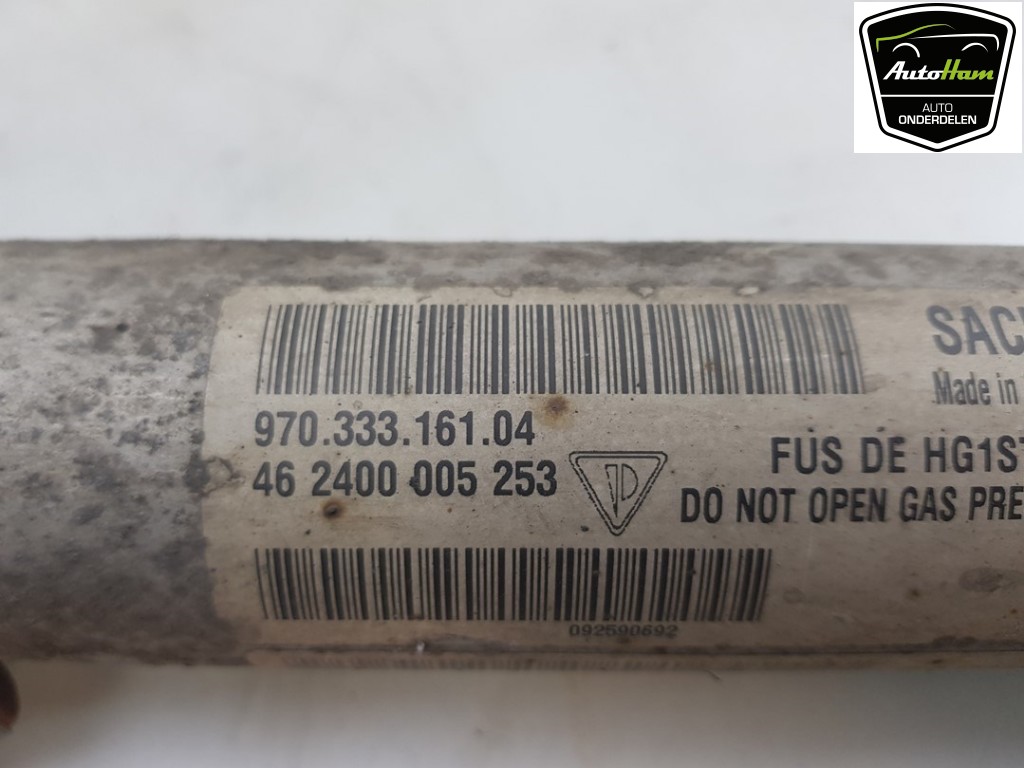 AutoHam
AUTO
ONDERDELEN
SAC
Made in
970.333.161.04
46 2400 005 253
FUS DE HG1S
DO NOT OPEN GAS PRE
092590692